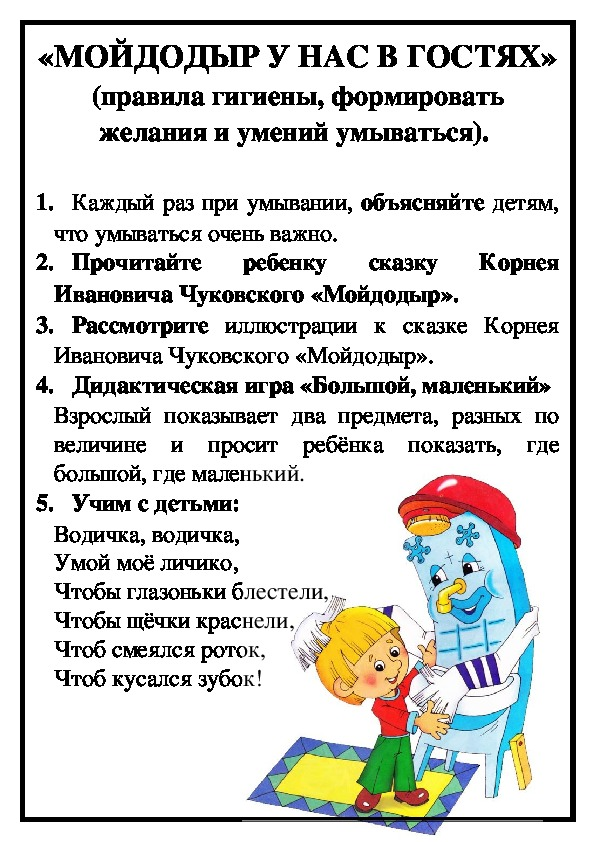 «МОЙДОДЫР У НАС В ГОСТЯХ»
(правила гигиены, формировать
желания и умений умываться).
1. Каждый раз при умывании, объясняйте детям,
что умываться очень важно.
2. Прочитайте ребенку сказку Корнея
Ивановича Чуковского «Мойдодыр».
3. Рассмотрите иллюстрации к сказке Корнея
Ивановича Чуковского «Мойдодыр».
4. Дидактическая игра «Большой, маленький»
Взрослый показывает два предмета, разных по
величине и просит ребёнка показать, где
большой, где маленький.
5. Учим с детьми:
Водичка, водичка,
Умой моё личико,
Чтобы глазоньки блестели,
Чтобы щёчки краснели,
Чтоб смеялся роток,
Чтоб кусался зубок!